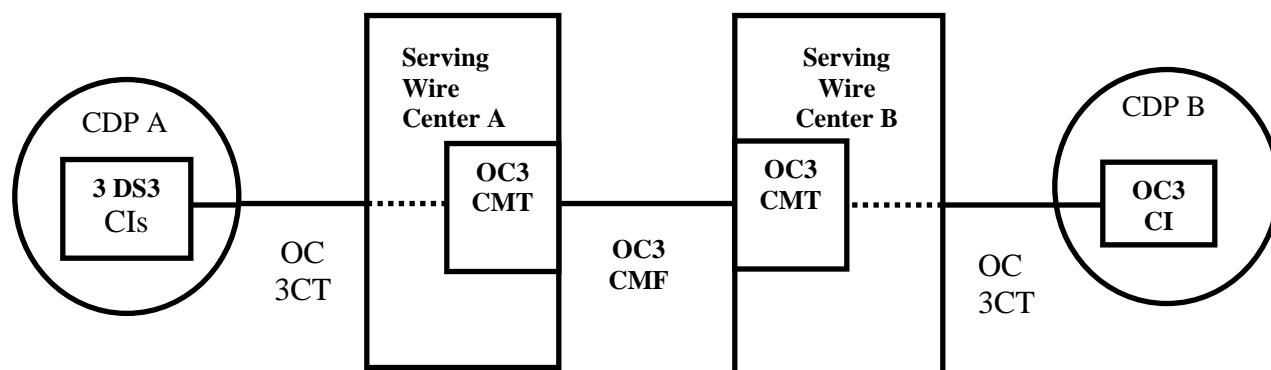 CDP A
3 DS3
CIs
OC
3CT
Serving
Wire
Center A
OC3
CMT
OC3
CMF
Serving
Wire
Center B
OC3
CMT
OC
3CT
CDP B
OC3
CI